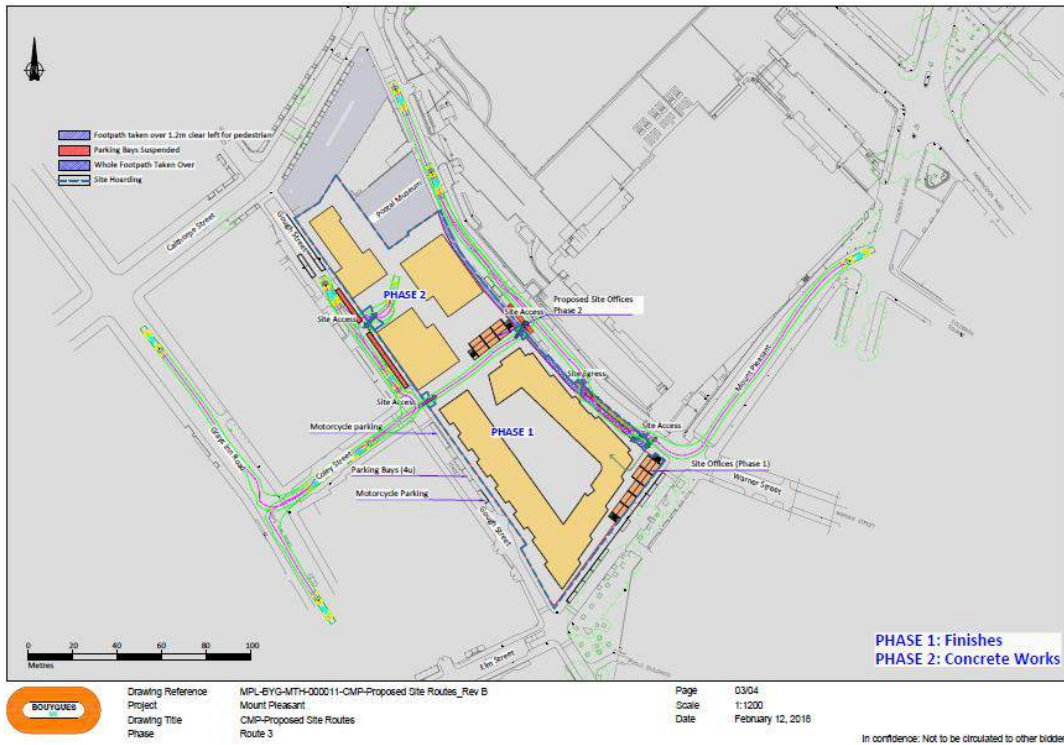 Footpath taken over 1.2m clear left for pedestrian
Parking Bays Suspended
Whole Footpath Taken Over
Site Hoarding
Postal Museum
Calthorpe Street
Gough Street
PHASE 2
Proposed Site Offices
Phase 2
Site Access
Site Access
Site Egress
Mount Pleasant
Site Access
Site Access
Motorcycle parking
PHASE 1
Site Offices (Phase 1)
Warner Street
WARNER STREET
Grays Inn Road
Coley Street
Parking Bays (4u)
Motorcycle Parking
Gough Street
Elm Street
0 20 40 60 80 100
Metres
PHASE 1: Finishes
PHASE 2: Concrete Works
BOUYGUES
UK
Drawing Reference MPL-BYG-MTH-000011-CMP-Proposed Site Routes_Rev B
Project Mount Pleasant
Drawing Title CMP-Proposed Site Routes
Phase Route 3
Page 03/04
Scale 1:1200
Date February 12, 2016
In confidence: Not to be circulated to other bidde